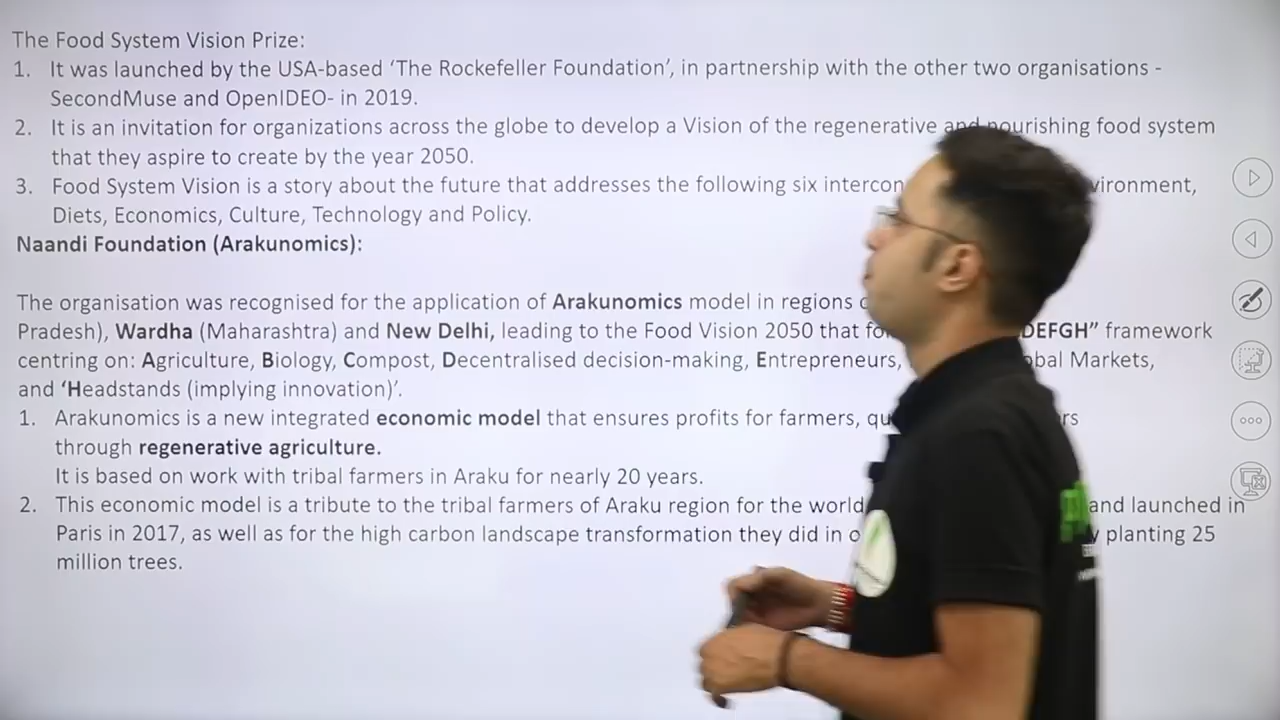 The Food System Vision Prize:
1. It was launched by the USA-based ‘The Rockefeller Foundation’, in partnership with the other two organisations -
SecondMuse and OpenIDEO- in 2019.
2. It is an invitation for organizations across the globe to develop a Vision of the regenerative and nourishing food system
that they aspire to create by the year 2050.
3. Food System Vision is a story about the future that addresses the following six
Diets, Economics, Culture, Technology and Policy.
Naandi Foundation (Arakunomics):
The organisation was recognised for the application of Arakunomics model in regions
Pradesh), Wardha (Maharashtra) and New Delhi, leading to the Food Vision 2050 that DEFGH” framework
centring on: Agriculture, Biology, Compost, Decentralised decision-making, Entrepreneurs, Markets,
and ‘Headstands (implying innovation)’.
1. Arakunomics is a new integrated economic model that ensures profits for farmers,
through regenerative agriculture.
It is based on work with tribal farmers in Araku for nearly 20 years.
2. This economic model is a tribute to the tribal farmers of Araku region for the world and launched in
Paris in 2017, as well as for the high carbon landscape transformation they did in planting 25
million trees.